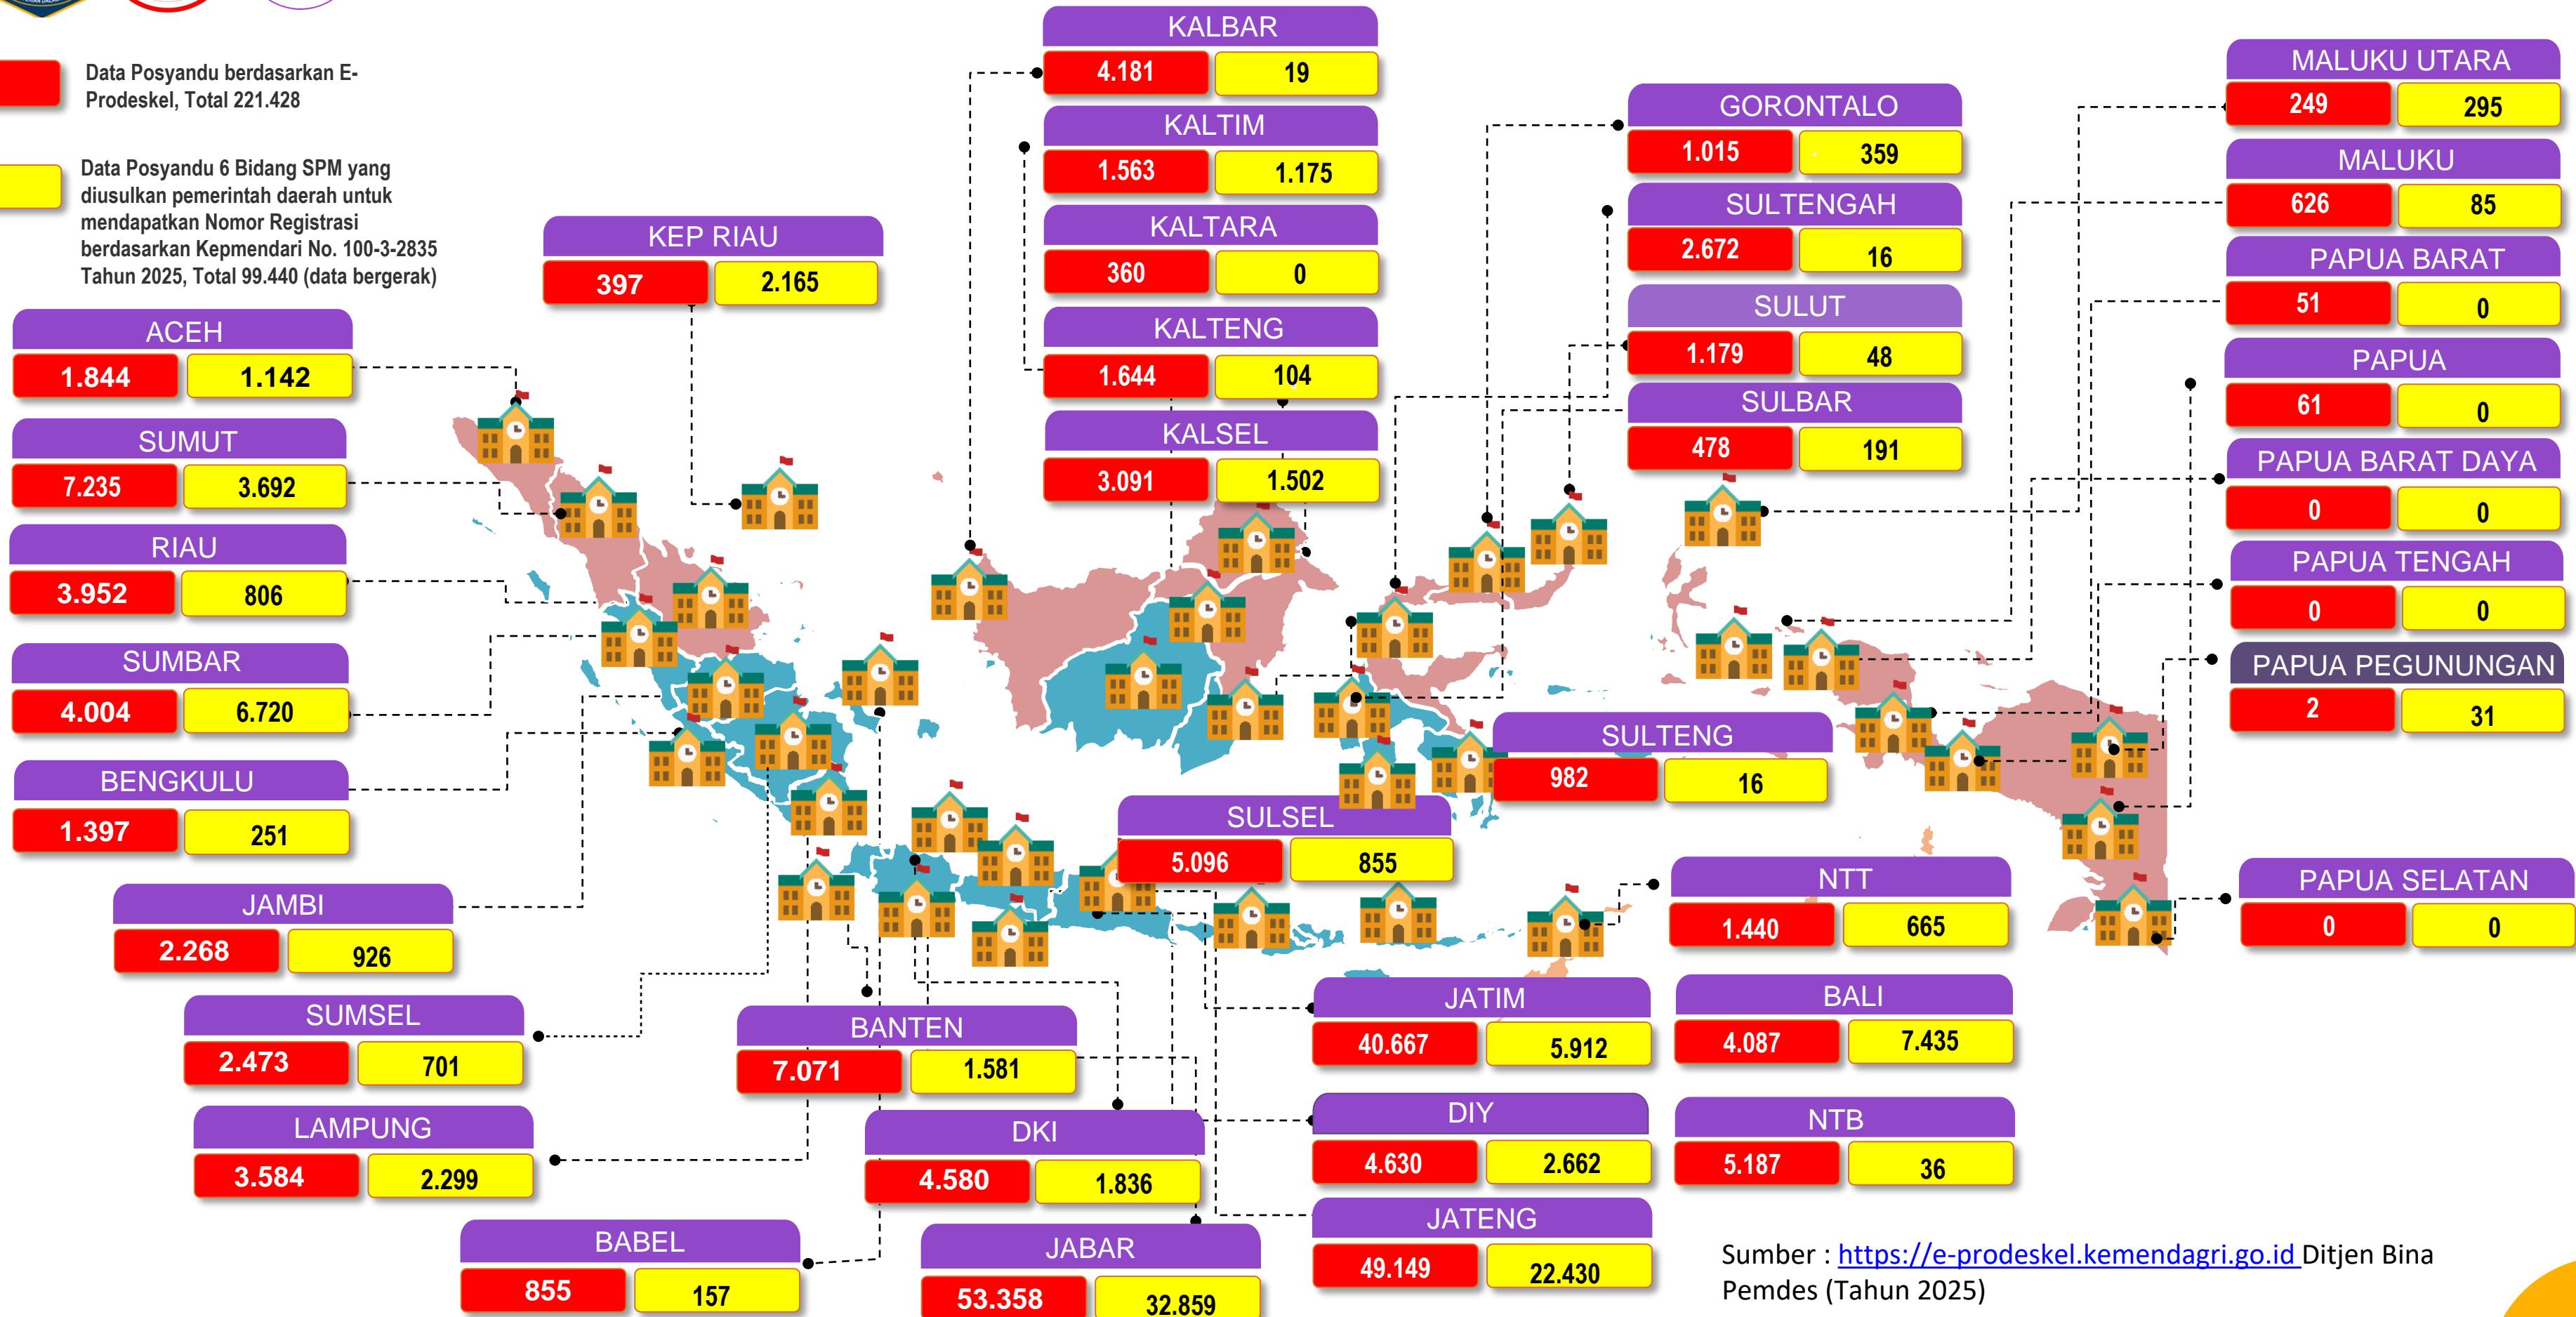 Data Posyandu berdasarkan E-
Prodeskel, Total 221.428
Data Posyandu 6 Bidang SPM yang
diusulkan pemerintah daerah untuk
mendapatkan Nomor Registrasi
berdasarkan Kepmendari No. 100-3-2835
Tahun 2025, Total 99.440 (data bergerak)
ACEH
1.844 1.142
SUMUT
7.235 3.692
RIAU
3.952 806
SUMBAR
4.004 6.720
BENGKULU
1.397 251
JAMBI
2.268 926
SUMSEL
2.473 701
LAMPUNG
3.584 2.299
BABEL
855 157
KEP RIAU
397 2.165
BANTEN
7.071 1.581
DKI
4.580 1.836
JABAR
53.358 32.859
KALBAR
4.181 19
KALTIM
1.563 1.175
KALTARA
360 0
KALTENG
1.644 104
KALSEL
3.091 1.502
SULSEL
5.096 855
SULTENG
982 16
GORONTALO
1.015 359
SULTENGAH
2.672 16
SULUT
1.179 48
SULBAR
478 191
JATIM
40.667 5.912
DIY
4.630 2.662
JATENG
49.149 22.430
NTT
1.440 665
BALI
4.087 7.435
NTB
5.187 36
MALUKU UTARA
249 295
MALUKU
626 85
PAPUA BARAT
51 0
PAPUA
61 0
PAPUA BARAT DAYA
0 0
PAPUA TENGAH
0 0
PAPUA PEGUNUNGAN
2 31
PAPUA SELATAN
0 0
Sumber : https://e-prodeskel.kemendagri.go.id Ditjen Bina
Pemdes (Tahun 2025)